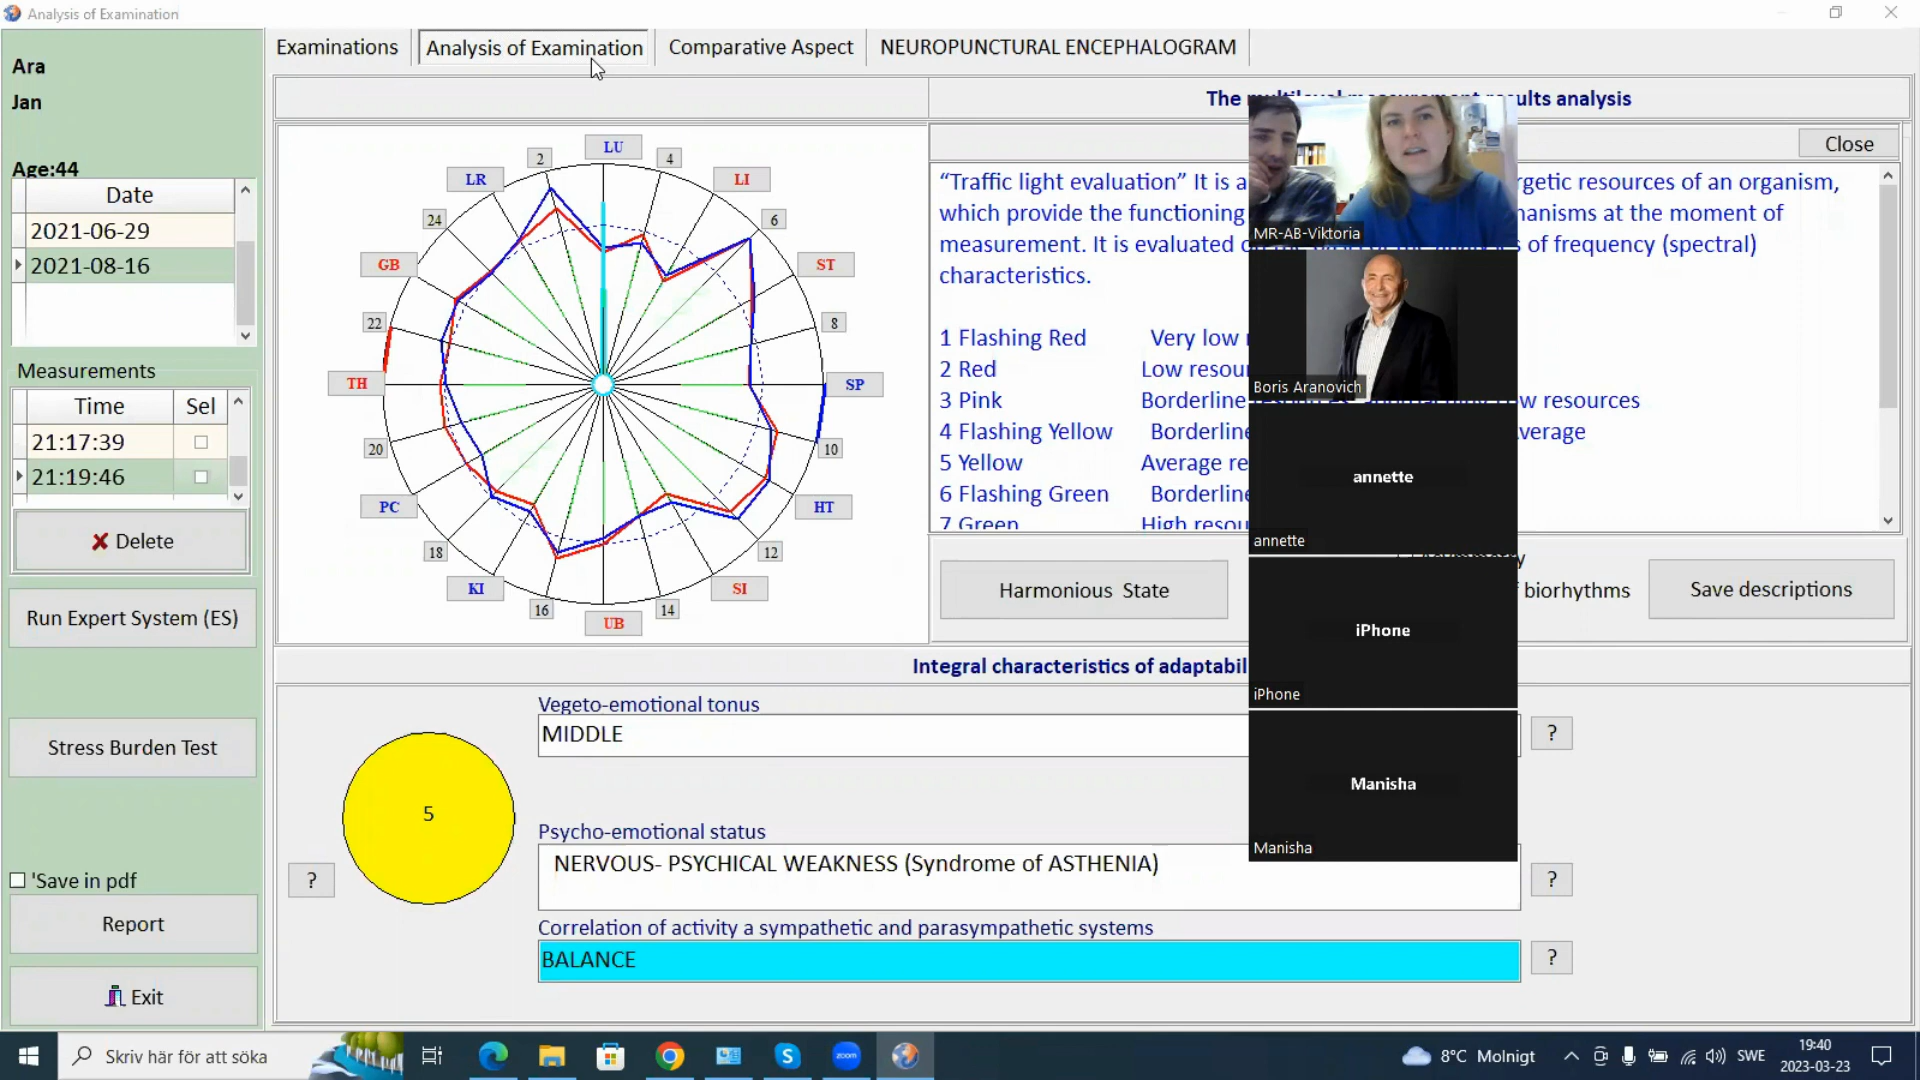 Analysis of Examination
Ara
Jan
Age:44
Date
2021-06-29
2021-08-16
Measurements
Time Sel
21:17:39
21:19:46
Delete
Run Expert System (ES)
Stress Burden Test
'Save in pdf
Report
Exit
Examinations
Analysis of Examination
Comparative Aspect
NEUROPUNCTURAL ENCEPHALOGRAM
LU
4
LI
6
ST
8
SP
10
HT
12
SI
14
UB
16
KI
18
PC
20
TH
22
GB
24
LR
2
The results analysis
Close
“Traffic light evaluation” It is a rgetic resources of an organism,
which provide the functioning hanisms at the moment of
measurement. It is evaluated of frequency (spectral)
characteristics.
1 Flashing Red Very low
2 Red Low resou
3 Pink Borderline w resources
4 Flashing Yellow Borderline verage
5 Yellow Average re
6 Flashing Green Borderline
7 Green High resou
Harmonious State
f biorhythms
Save descriptions
MR-AB-Viktoria
Boris Aranovich
annette
annette
iPhone
iPhone
Manisha
Manisha
Integral characteristics of adaptabil
5
?
Vegeto-emotional tonus
MIDDLE
?
Psycho-emotional status
NERVOUS- PSYCHICAL WEAKNESS (Syndrome of ASTHENIA)
?
Correlation of activity a sympathetic and parasympathetic systems
BALANCE
?
Skriv här för att söka
zoom
8°C Molnigt
SWE
19:40
2023-03-23